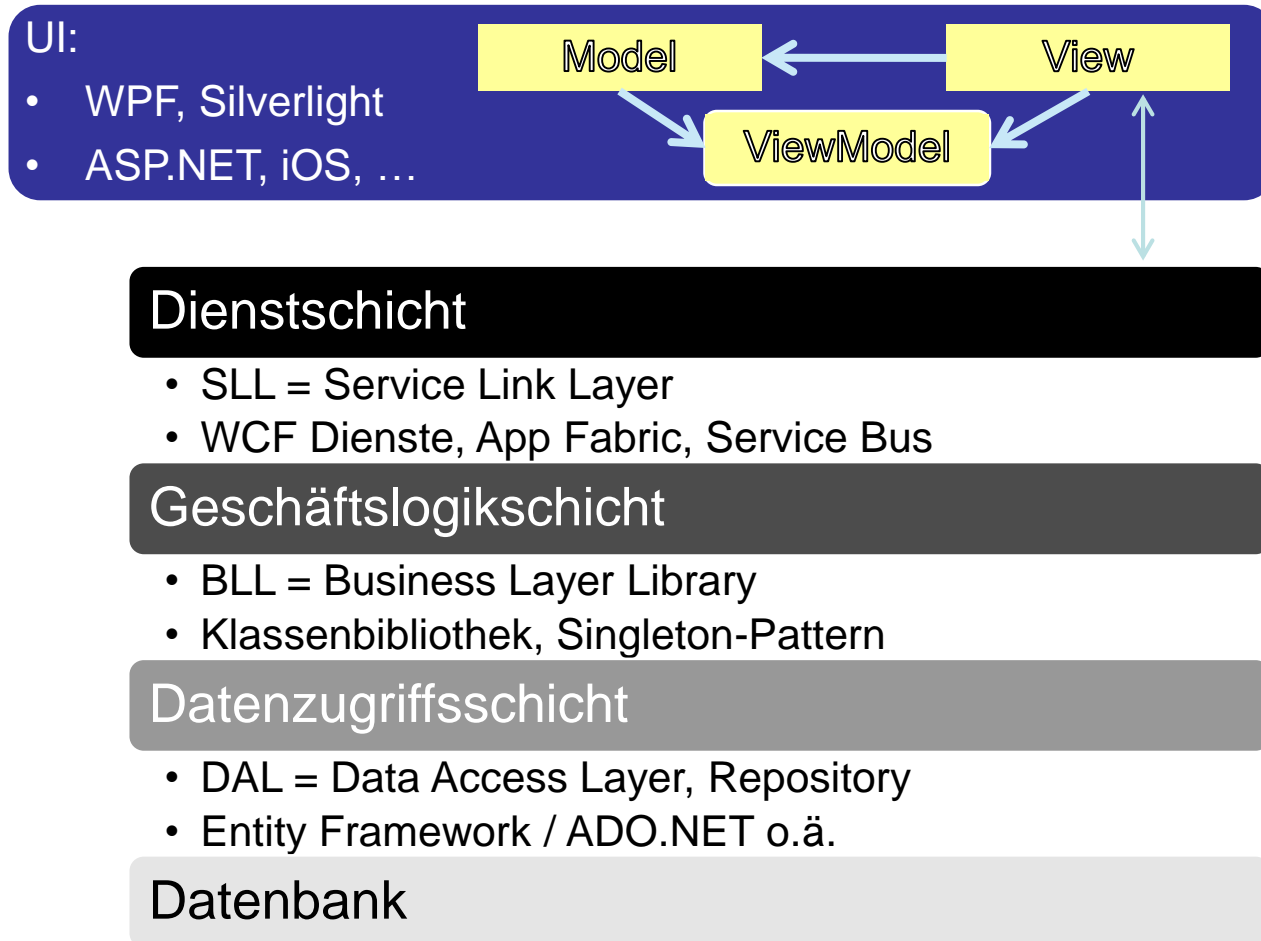 UI:
• WPF, Silverlight
• ASP.NET, iOS, …
Model
View
ViewModel
Dienstschicht
• SLL = Service Link Layer
• WCF Dienste, App Fabric, Service Bus
Geschäftslogikschicht
• BLL = Business Layer Library
• Klassenbibliothek, Singleton-Pattern
Datenzugriffsschicht
• DAL = Data Access Layer, Repository
• Entity Framework / ADO.NET o.ä.
Datenbank